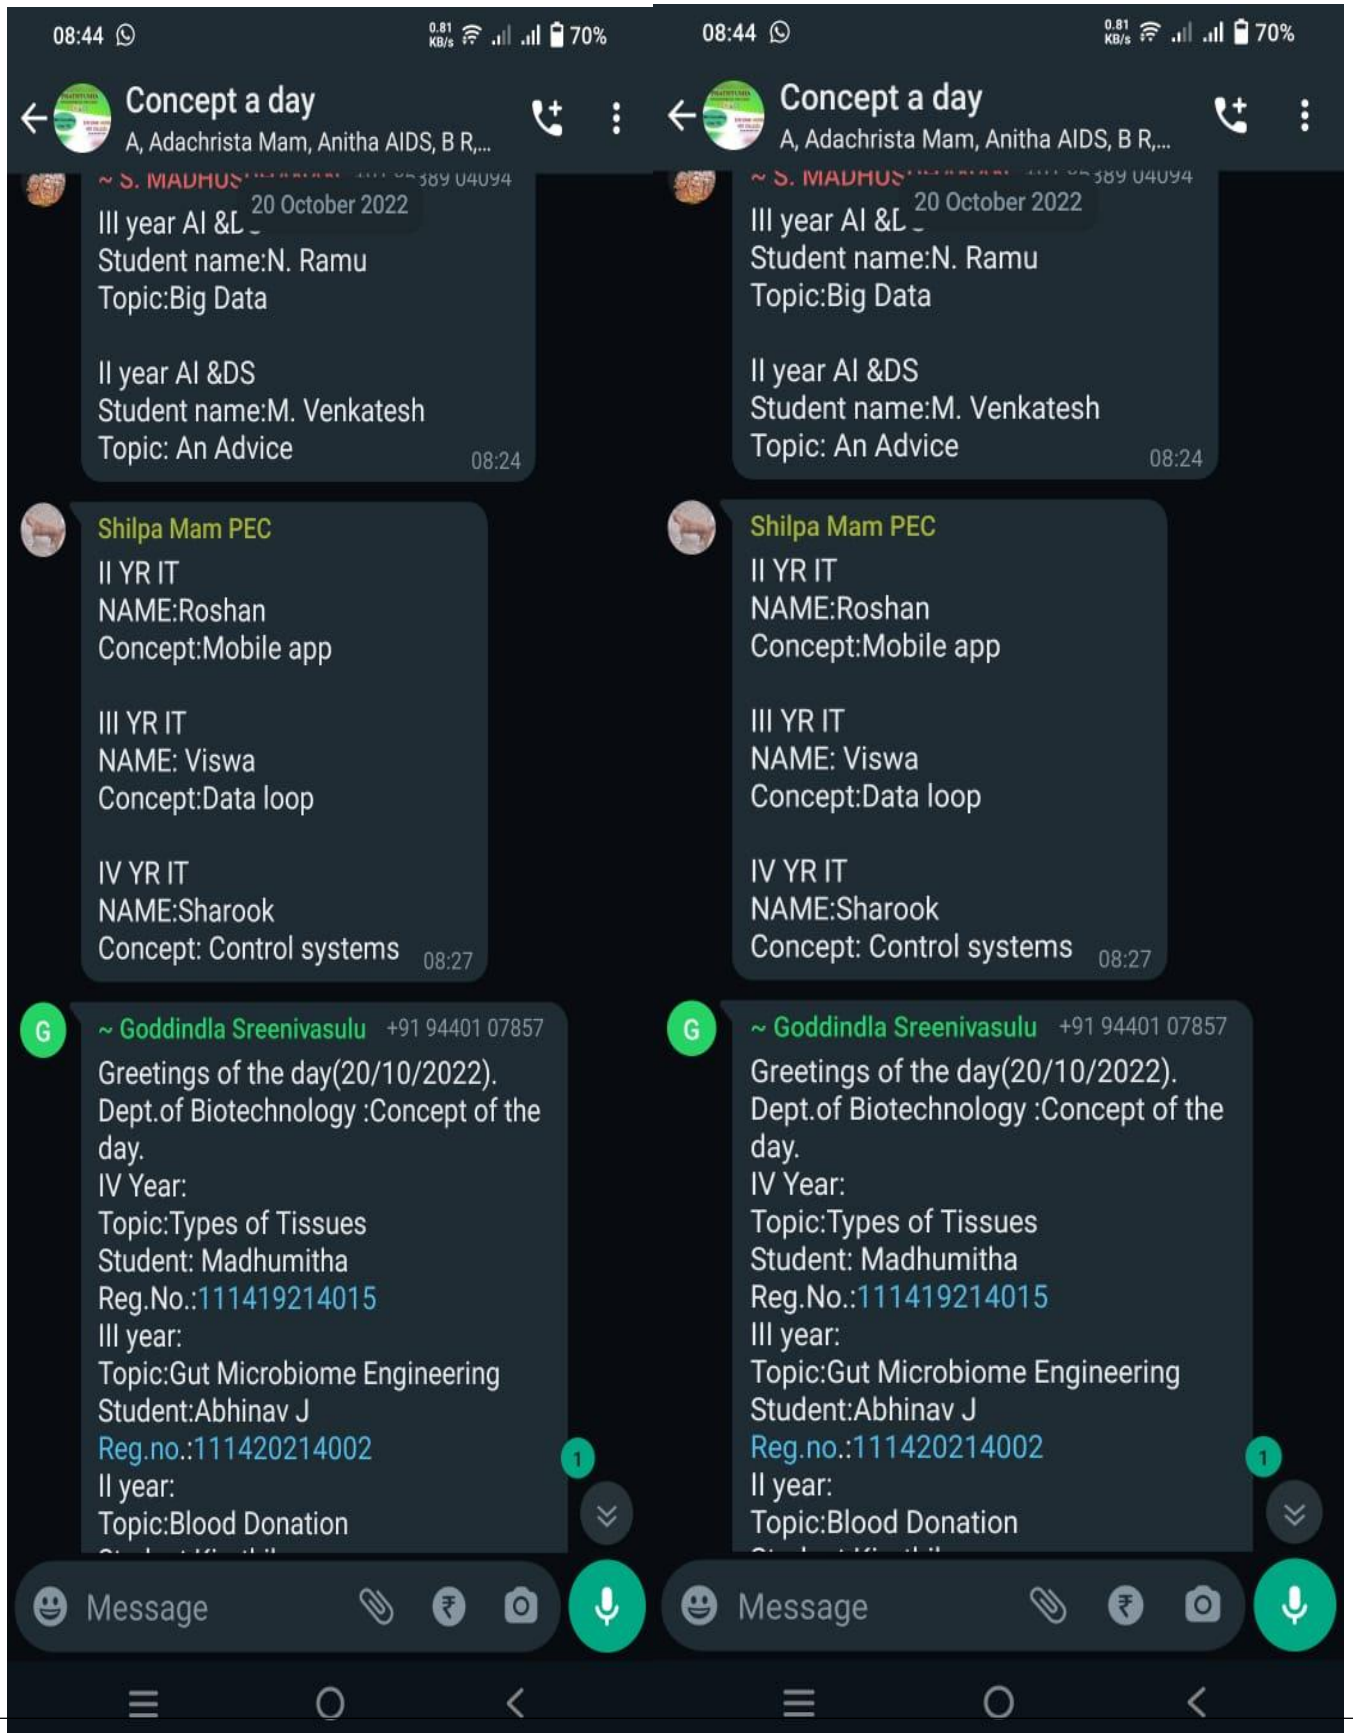 08:44
0.81
KB/s
70%
Concept a day
A, Adachrista Mam, Anitha AIDS, B R,...
~ S.
20 October 2022
III year AI
Student name:N. Ramu
Topic:Big Data
II year AI &DS
Student name:M. Venkatesh
Topic: An Advice
08:24
Shilpa Mam PEC
II YR IT
NAME:Roshan
Concept:Mobile app
III YR IT
NAME: Viswa
Concept:Data loop
IV YR IT
NAME:Sharook
Concept: Control systems 08:27
G
~ Goddindla Sreenivasulu +91 94401 07857
Greetings of the day(20/10/2022).
Dept.of Biotechnology :Concept of the
day.
IV Year:
Topic:Types of Tissues
Student: Madhumitha
Reg.No.:111419214015
III year:
Topic:Gut Microbiome Engineering
Student:Abhinav J
Reg.no.:111420214002
1
II year:
Topic:Blood Donation
Message
08:44
0.81
KB/s
70%
Concept a day
A, Adachrista Mam, Anitha AIDS, B R,...
~ S.
20 October 2022
III year AI
Student name:N. Ramu
Topic:Big Data
II year AI &DS
Student name:M. Venkatesh
Topic: An Advice
08:24
Shilpa Mam PEC
II YR IT
NAME:Roshan
Concept:Mobile app
III YR IT
NAME: Viswa
Concept:Data loop
IV YR IT
NAME:Sharook
Concept: Control systems 08:27
G
~ Goddindla Sreenivasulu +91 94401 07857
Greetings of the day(20/10/2022).
Dept.of Biotechnology :Concept of the
day.
IV Year:
Topic:Types of Tissues
Student: Madhumitha
Reg.No.:111419214015
III year:
Topic:Gut Microbiome Engineering
Student:Abhinav J
Reg.no.:111420214002
1
II year:
Topic:Blood Donation
Message